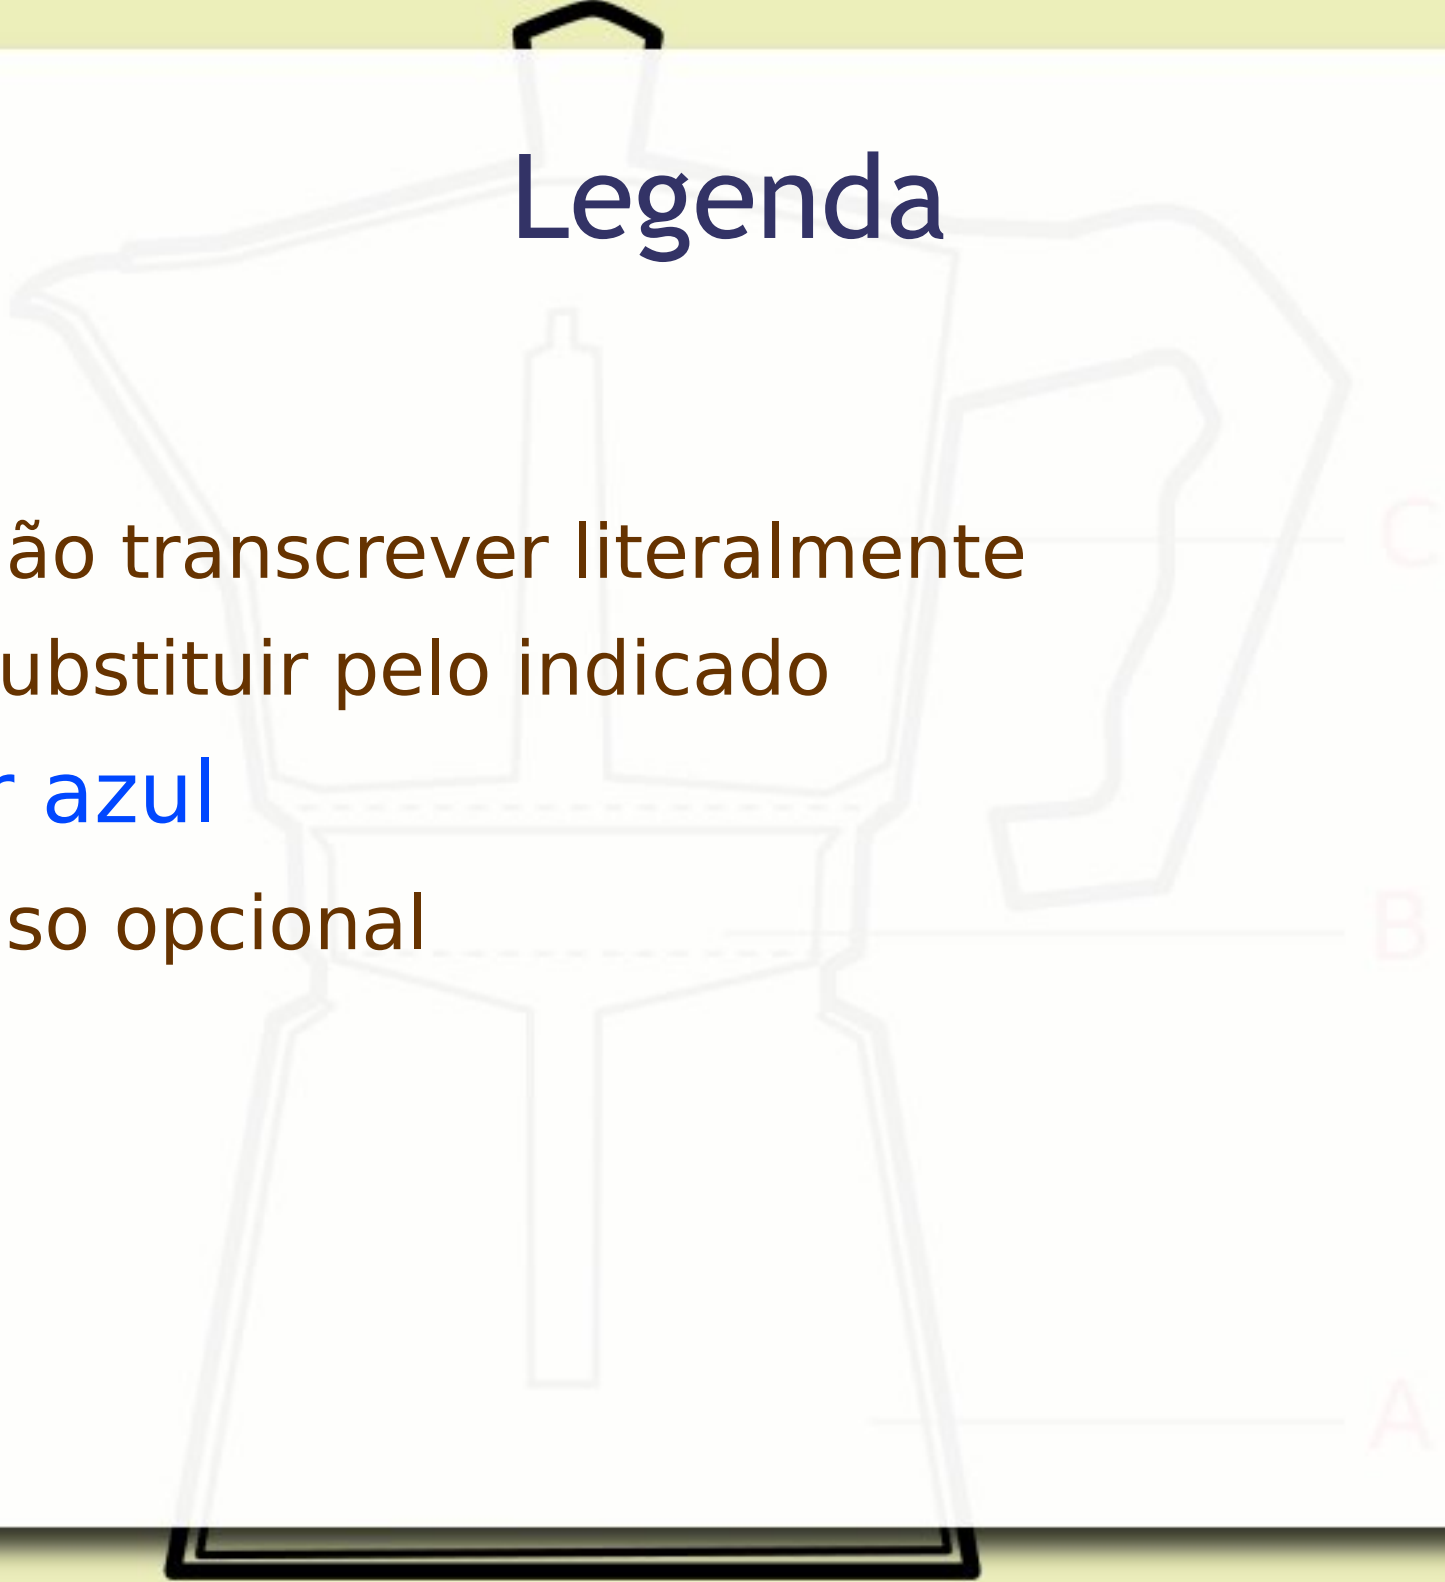 Legenda
ão transcrever literalmente
ubstituir pelo indicado
r azul
so opcional
C
B
A